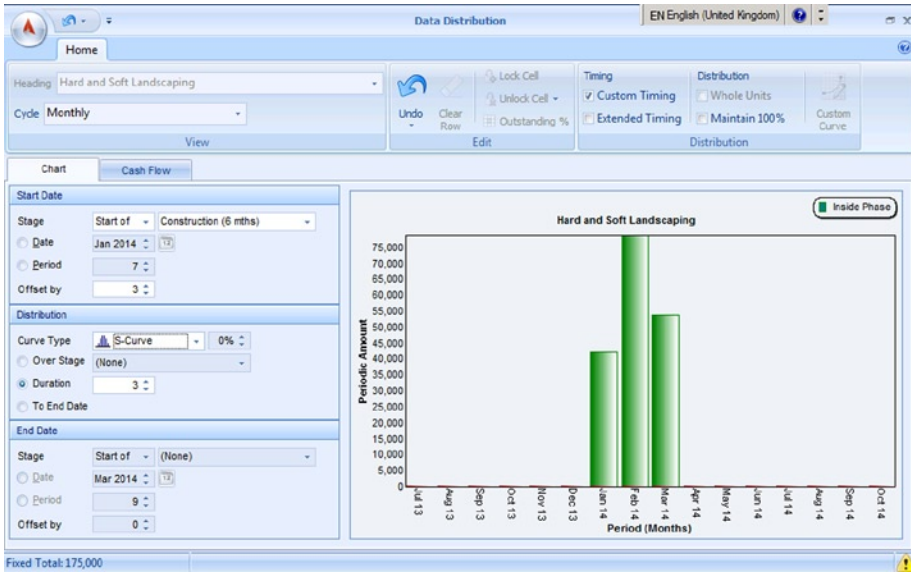 Data Distribution
EN English (United Kingdom)
Home
Heading Hard and Soft Landscaping
Cycle Monthly
View
Undo
Clear Row
Lock Cell
Unlock Cell
Outstanding %
Edit
Timing
Custom Timing
Extended Timing
Distribution
Whole Units
Maintain 100%
Custom Curve
Distribution
Chart
Cash Flow
Start Date
Stage Start of Construction (6 mths)
Date Jan 2014
Period 7
Offset by 3
Distribution
Curve Type S-Curve 0%
Over Stage (None)
Duration 3
To End Date
End Date
Stage Start of (None)
Date Mar 2014
Period 9
Offset by 0
Inside Phase
Hard and Soft Landscaping
Periodic Amount
75,000
70,000
65,000
60,000
55,000
50,000
45,000
40,000
35,000
30,000
25,000
20,000
15,000
10,000
5,000
0
Jul 13 Aug 13 Sep 13 Oct 13 Nov 13 Dec 13 Jan 14 Feb 14 Mar 14 Apr 14 May 14 Jun 14 Jul 14 Aug 14 Sep 14 Oct 14
Period (Months)
Fixed Total: 175,000